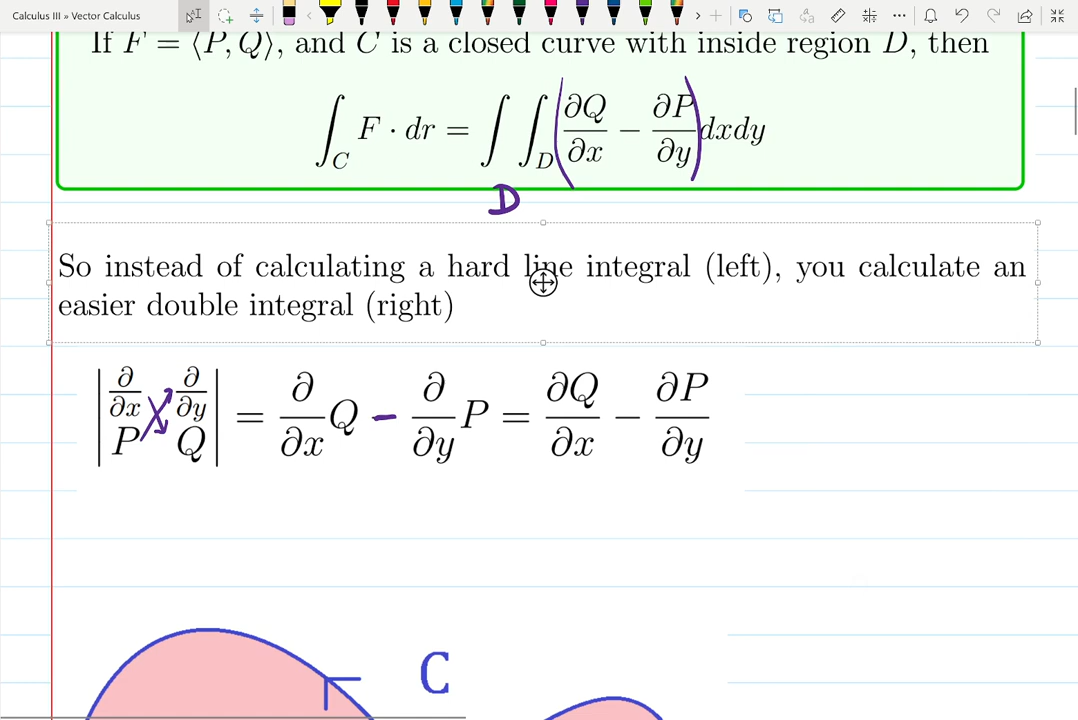 Calculus III » Vector Calculus
If F = ⟨P, Q⟩, and C is a closed curve with inside region D, then
∫_C F · dr = ∫ ∫_D (∂Q/∂x − ∂P/∂y) dxdy
D
So instead of calculating a hard line integral (left), you calculate an
easier double integral (right)
|∂/∂x ∂/∂y; P Q| = ∂/∂x Q − ∂/∂y P = ∂Q/∂x − ∂P/∂y
C